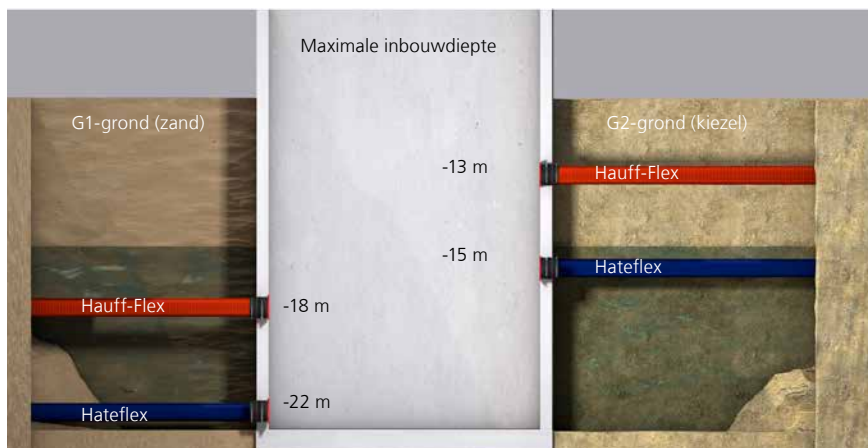 Maximale inbouwdiepte
G1-grond (zand)
G2-grond (kiezel)
-13 m
Hauff-Flex
-15 m
Hateflex
Hauff-Flex
-18 m
Hateflex
-22 m